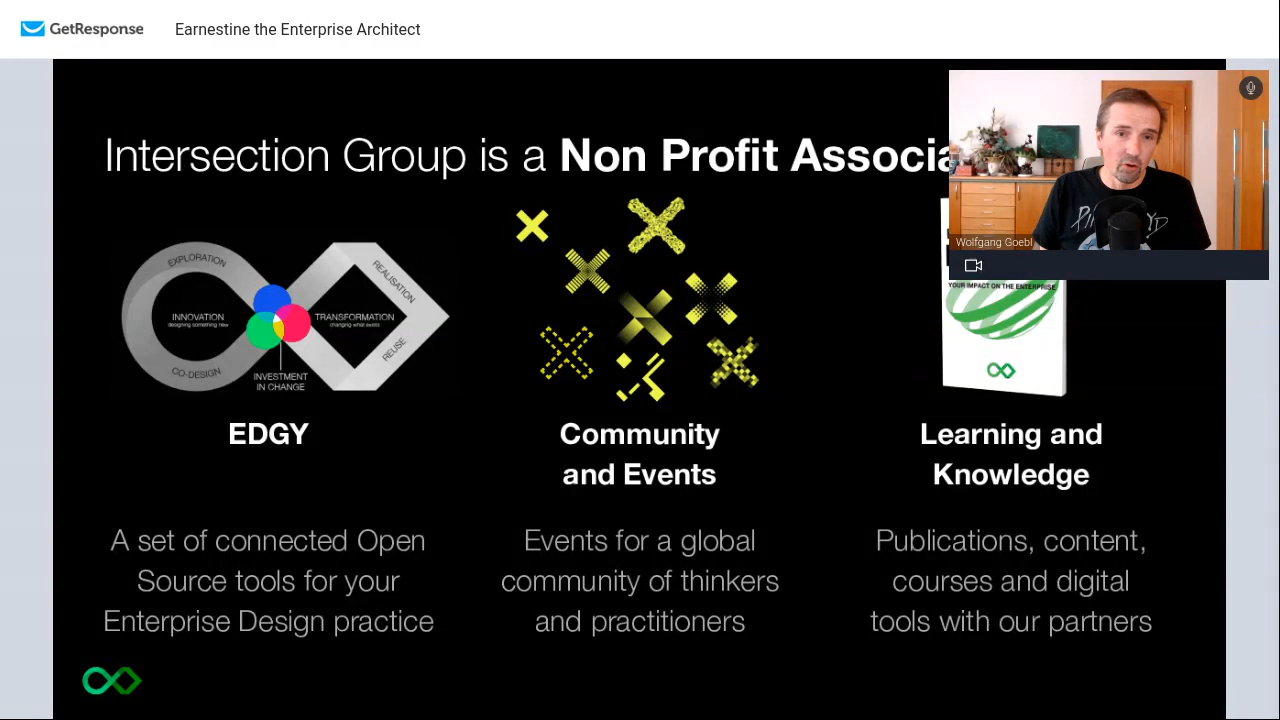 GetResponse
Earnestine the Enterprise Architect
Intersection Group is a Non Profit
Wolfgang Goebl
EXPLORATION
REALISATION
INNOVATION
designing something new
TRANSFORMATION
changing what exists
CO-DESIGN
REUSE
INVESTMENT
IN CHANGE
YOUR IMPACT ON THE ENTERPRISE
EDGY
Community
and Events
Learning and
Knowledge
A set of connected Open
Source tools for your
Enterprise Design practice
Events for a global
community of thinkers
and practitioners
Publications, content,
courses and digital
tools with our partners